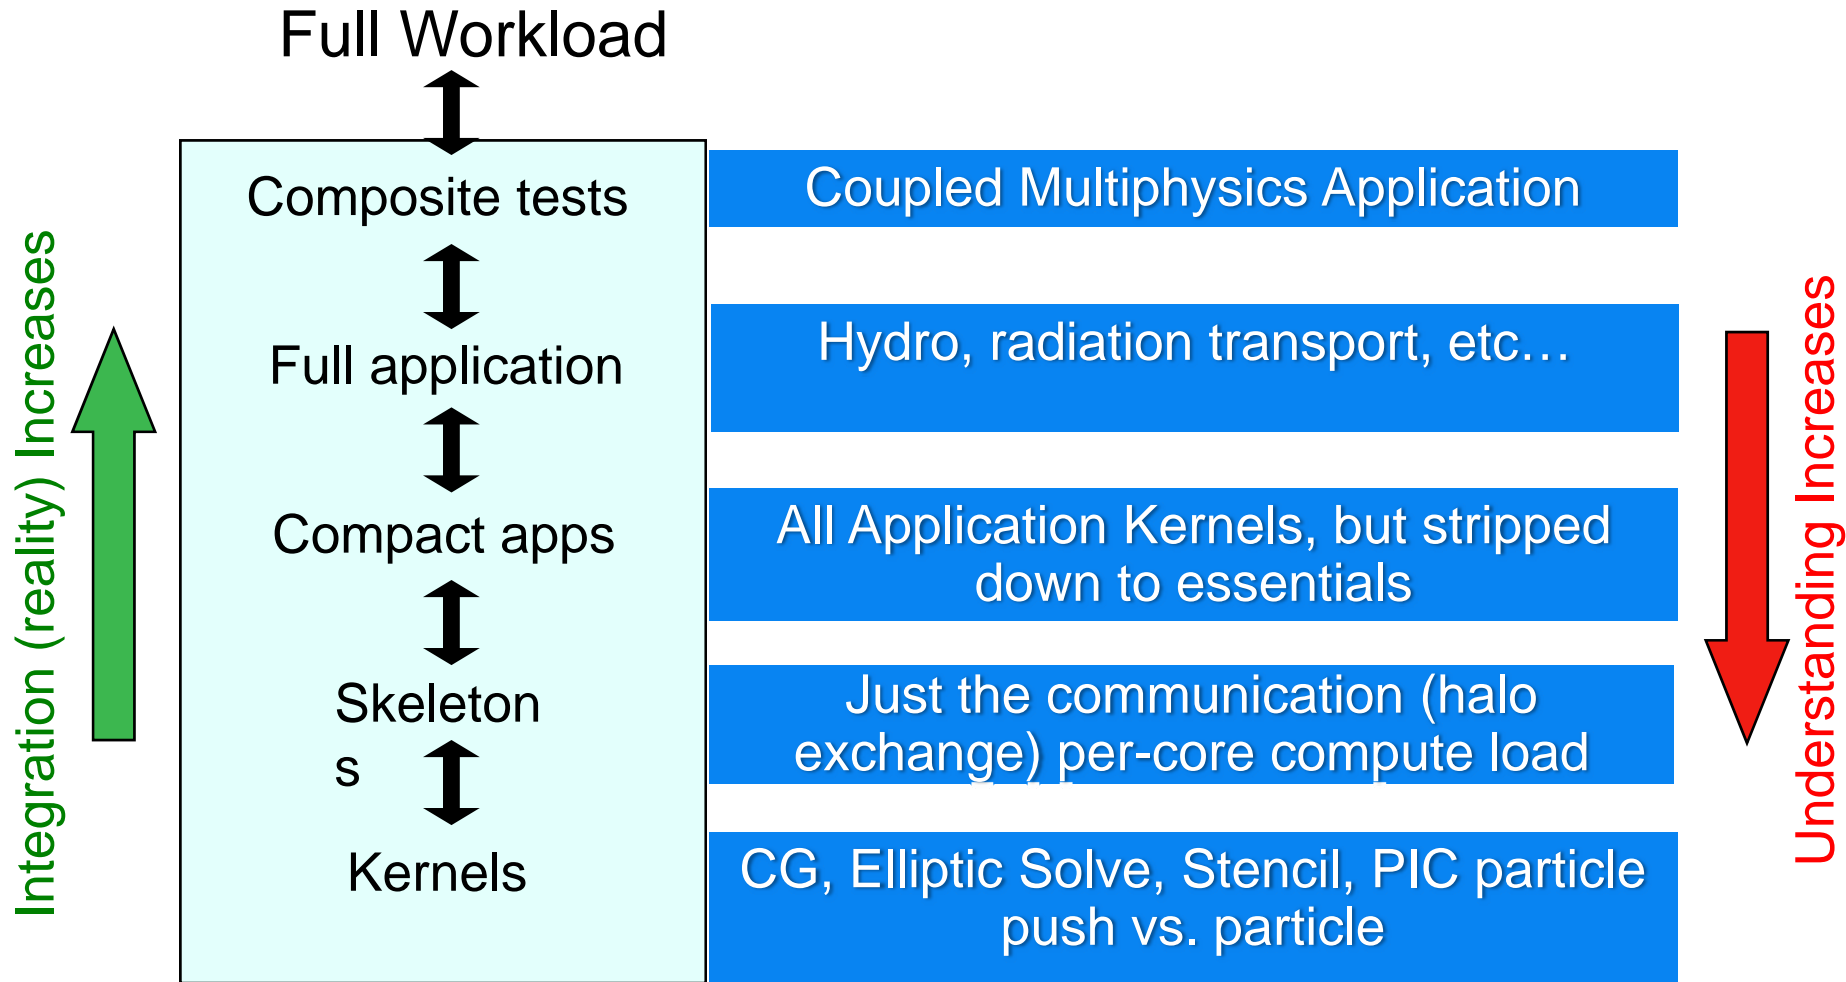 Full Workload
Composite tests
Coupled Multiphysics Application
Full application
Hydro, radiation transport, etc…
Compact apps
All Application Kernels, but stripped
down to essentials
Skeleton
s
Just the communication (halo
exchange) per-core compute load
Kernels
CG, Elliptic Solve, Stencil, PIC particle
push vs. particle
Integration (reality) Increases
Understanding Increases